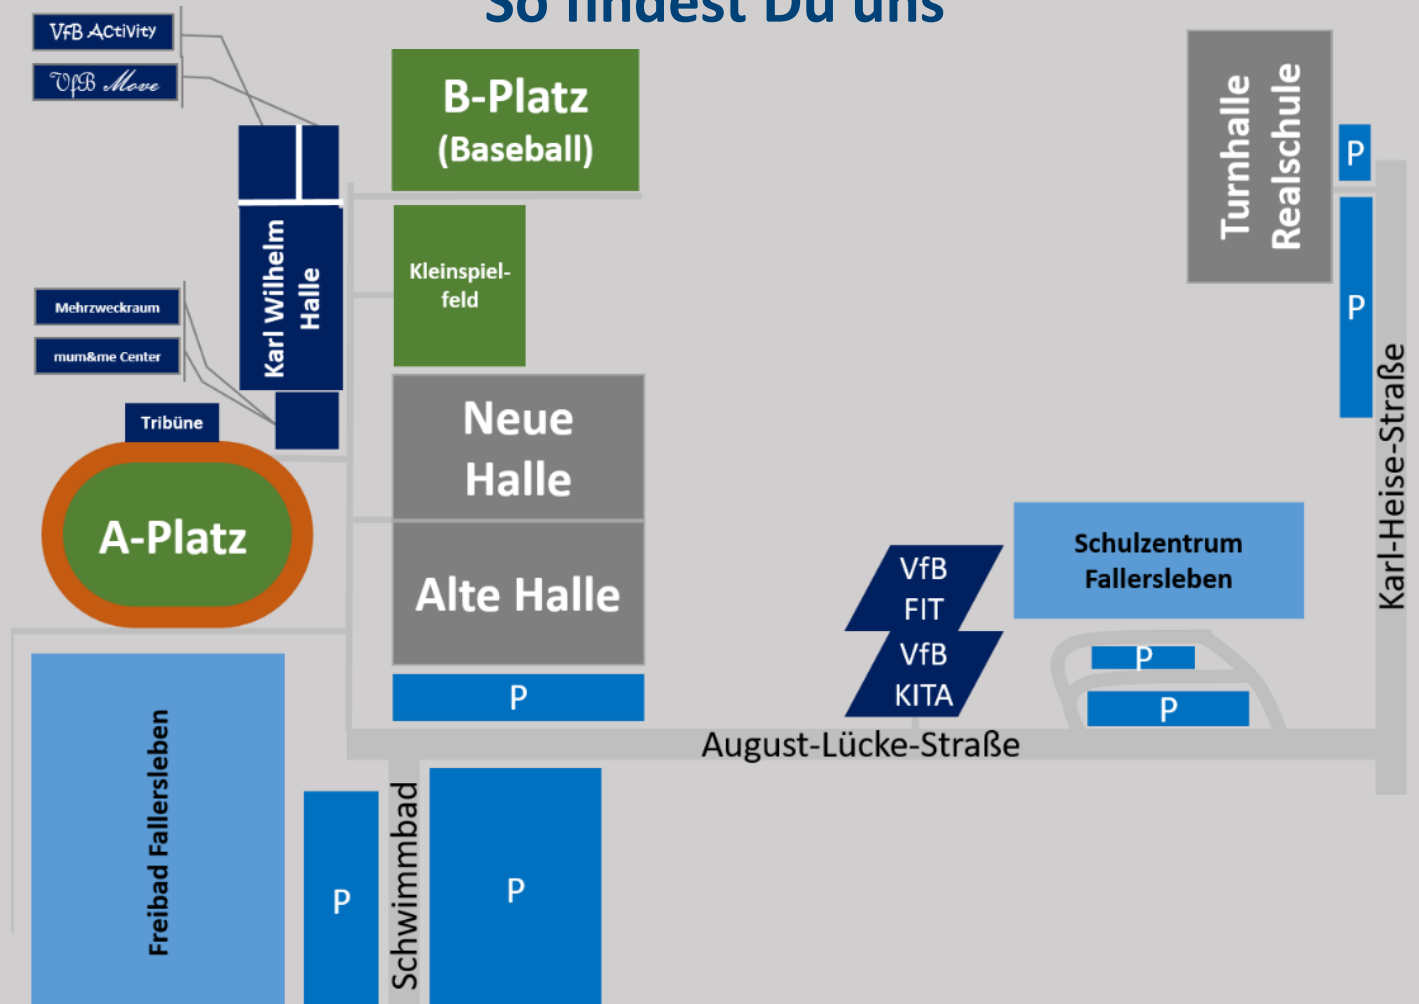 So findest Du uns
VfB Activity
VfB Move
B-Platz
(Baseball)
Turnhalle
Realschule
P
P
Karl Wilhelm
Halle
Kleinspiel-
feld
Mehrzweckraum
mum&me Center
Tribüne
A-Platz
Neue
Halle
Alte Halle
P
Karl-Heise-Straße
Schulzentrum
Fallersleben
VfB
FIT
VfB
KITA
P
P
August-Lücke-Straße
Freibad Fallersleben
P
Schwimmbad
P